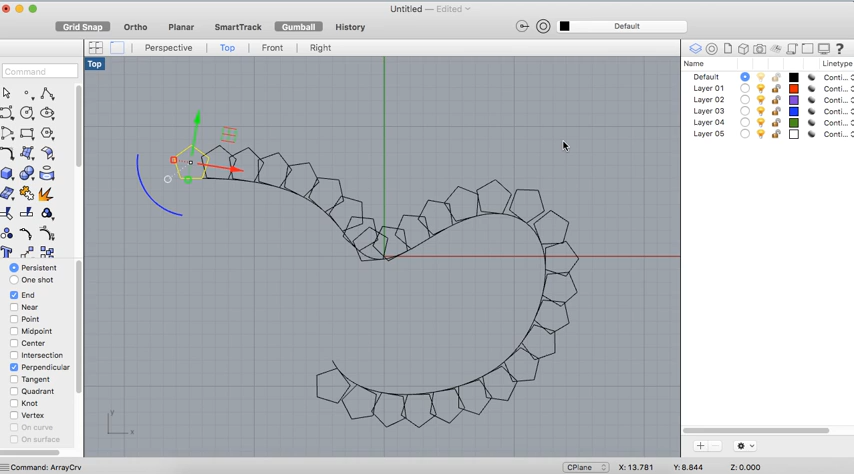 Untitled — Edited
Grid Snap Ortho Planar SmartTrack Gumball History Default
Perspective Top Front Right
Top
Command
Name Linetype
Default Conti...
Layer 01 Conti...
Layer 02 Conti...
Layer 03 Conti...
Layer 04 Conti...
Layer 05 Conti...
Persistent
One shot
End
Near
Point
Midpoint
Center
Intersection
Perpendicular
Tangent
Quadrant
Knot
Vertex
On curve
On surface
y
x
Command: ArrayCrv CPlane X: 13.781 Y: 8.844 Z: 0.000